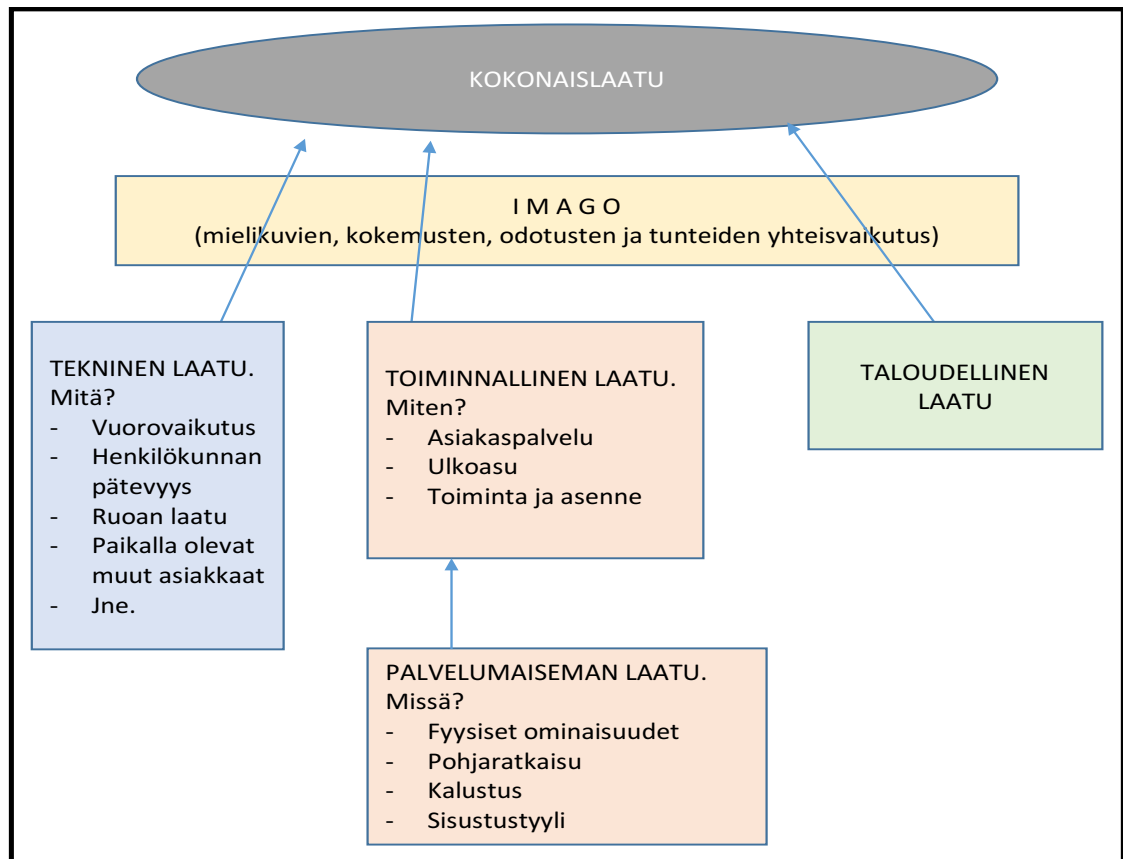 KOKONAISLAATU
I M A G O
(mielikuvien, kokemusten, odotusten ja tunteiden yhteisvaikutus)
TEKNINEN LAATU.
Mitä?
- Vuorovaikutus
- Henkilökunnan
pätevyys
- Ruoan laatu
- Paikalla olevat
muut asiakkaat
- Jne.
TOIMINNALLINEN LAATU.
Miten?
- Asiakaspalvelu
- Ulkoasu
- Toiminta ja asenne
TALOUDELLINEN
LAATU
PALVELUMAISEMAN LAATU.
Missä?
- Fyysiset ominaisuudet
- Pohjaratkaisu
- Kalustus
- Sisustustyyli